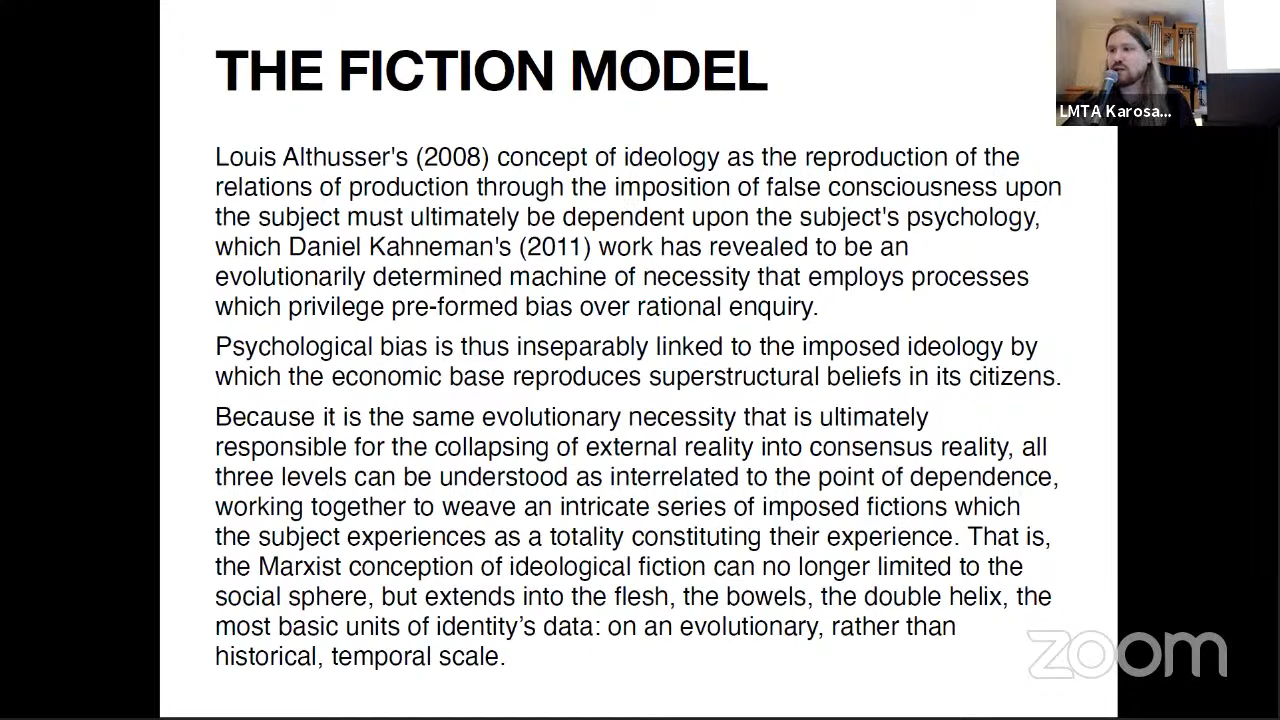 THE FICTION MODEL
LMTA Karosa...
Louis Althusser's (2008) concept of ideology as the reproduction of the
relations of production through the imposition of false consciousness upon
the subject must ultimately be dependent upon the subject's psychology,
which Daniel Kahneman's (2011) work has revealed to be an
evolutionarily determined machine of necessity that employs processes
which privilege pre-formed bias over rational enquiry.
Psychological bias is thus inseparably linked to the imposed ideology by
which the economic base reproduces superstructural beliefs in its citizens.
Because it is the same evolutionary necessity that is ultimately
responsible for the collapsing of external reality into consensus reality, all
three levels can be understood as interrelated to the point of dependence,
working together to weave an intricate series of imposed fictions which
the subject experiences as a totality constituting their experience. That is,
the Marxist conception of ideological fiction can no longer limited to the
social sphere, but extends into the flesh, the bowels, the double helix, the
most basic units of identity’s data: on an evolutionary, rather than
historical, temporal scale.
zoom